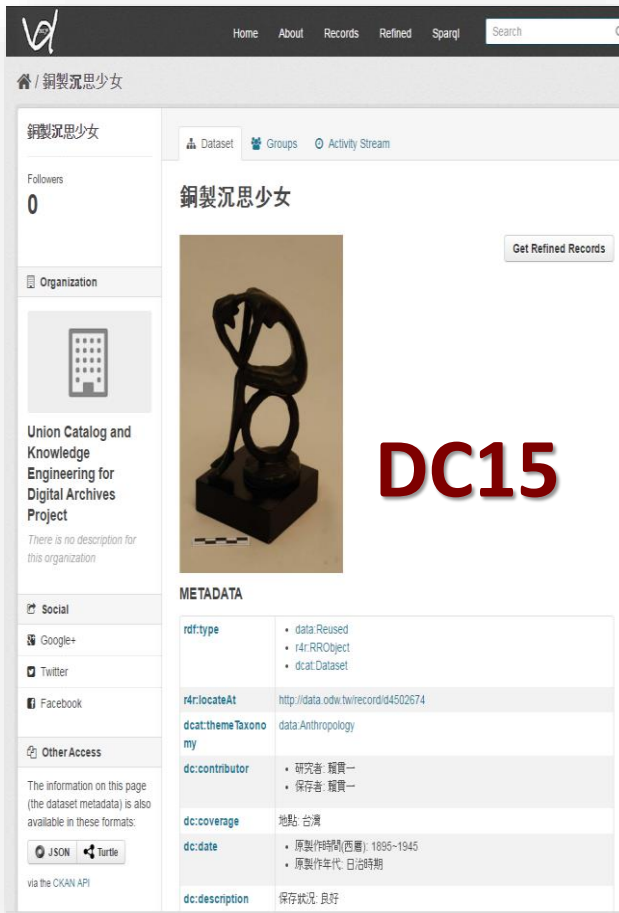 Home About Records Refined Sparql Search
/ 銅製沉思少女
銅製沉思少女
Followers
0
Organization
Union Catalog and
Knowledge
Engineering for
Digital Archives
Project
There is no description for
this organization
Social
Google+
Twitter
Facebook
Other Access
The information on this page
(the dataset metadata) is also
available in these formats:
JSON Turtle
via the CKAN API
Dataset Groups Activity Stream
銅製沉思少女
Get Refined Records
DC15
METADATA
rdf:type
data:Reused
r4r:RRObject
dcat:Dataset
r4r:locateAt http://data.odw.tw/record/d4502674
dcat:themeTaxono
my
data:Anthropology
dc:contributor
研究者: 賴貫一
保存者: 賴貫一
dc:coverage 地點: 台灣
dc:date
原製作時間(西曆): 1895~1945
原製作年代: 日治時期
dc:description 保存狀況: 良好